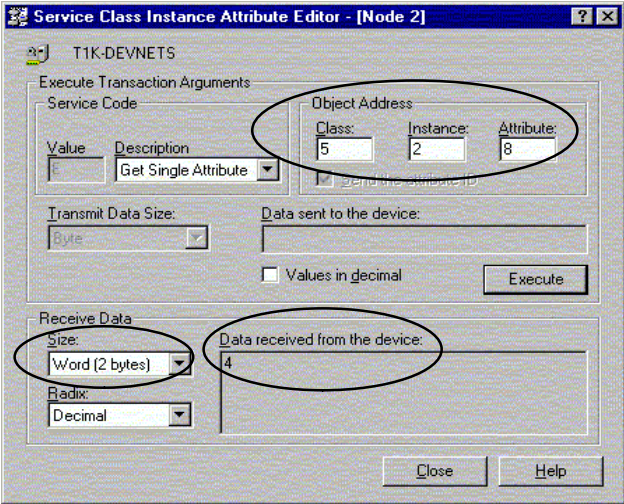 Service Class Instance Attribute Editor - [Node 2]
T1K-DEVNETS
Execute Transaction Arguments
Service Code
Value Description
E Get Single Attribute
Object Address
Class: Instance: Attribute:
5 2 8
Send the attribute ID
Transmit Data Size:
Byte
Data sent to the device:
Values in decimal
Execute
Receive Data
Size:
Word (2 bytes)
Radix:
Decimal
Data received from the device:
4
Close Help